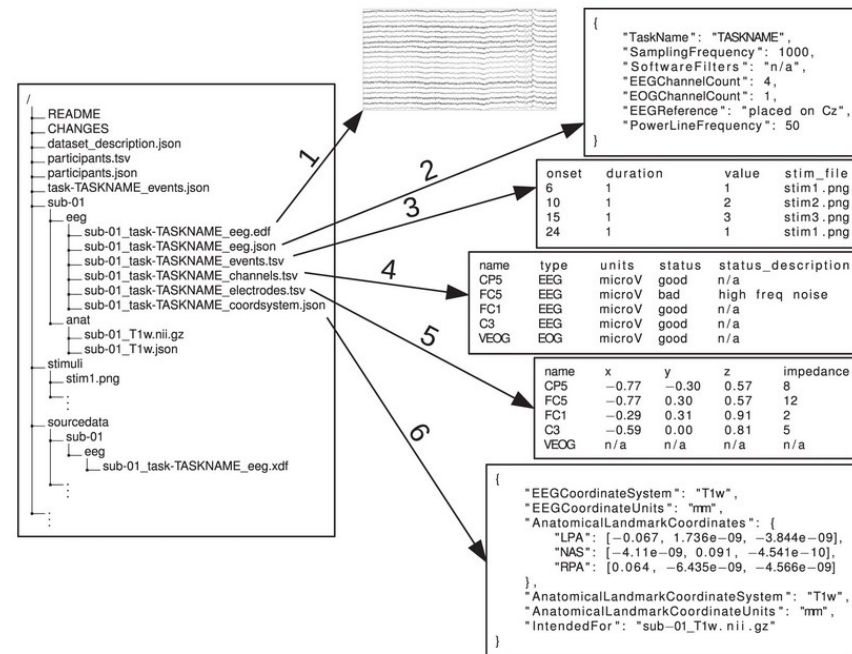 /
README
CHANGES
dataset_description.json
participants.tsv
participants.json
task-TASKNAME_events.json
sub-01
eeg
sub-01_task-TASKNAME_eeg.edf
sub-01_task-TASKNAME_eeg.json
sub-01_task-TASKNAME_events.tsv
sub-01_task-TASKNAME_channels.tsv
sub-01_task-TASKNAME_electrodes.tsv
sub-01_task-TASKNAME_coordsystem.json
anat
sub-01_T1w.nii.gz
sub-01_T1w.json
stimuli
stim1.png
⋮
sourcedata
sub-01
eeg
sub-01_task-TASKNAME_eeg.xdf
⋮
⋮
1
2
3
4
5
6
{
"TaskName": "TASKNAME",
"SamplingFrequency": 1000,
"SoftwareFilters": "n/a",
"EEGChannelCount": 4,
"EOGChannelCount": 1,
"EEGReference": "placed on Cz",
"PowerLineFrequency": 50
}
onset duration value stim_file
6 1 1 stim1.png
10 1 2 stim2.png
15 1 3 stim3.png
24 1 1 stim1.png
name type units status status_description
CP5 EEG microV good n/a
FC5 EEG microV bad high freq noise
FC1 EEG microV good n/a
C3 EEG microV good n/a
VEOG EOG microV good n/a
name x y z impedance
CP5 −0.77 −0.30 0.57 8
FC5 −0.77 0.30 0.57 12
FC1 −0.29 0.31 0.91 2
C3 −0.59 0.00 0.81 5
VEOG n/a n/a n/a n/a
{
"EEGCoordinateSystem": "T1w",
"EEGCoordinateUnits": "mm",
"AnatomicalLandmarkCoordinates": {
"LPA": [−0.067, 1.736e−09, −3.844e−09],
"NAS": [−4.11e−09, 0.091, −4.541e−10],
"RPA": [0.064, −6.435e−09, −4.566e−09]
},
"AnatomicalLandmarkCoordinateSystem": "T1w",
"AnatomicalLandmarkCoordinateUnits": "mm",
"IntendedFor": "sub−01_T1w.nii.gz"
}